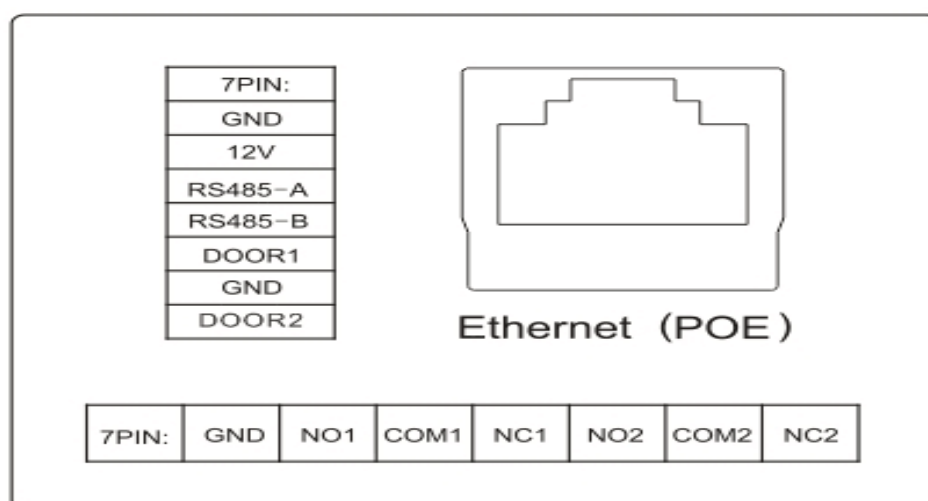 7PIN:
GND
12V
RS485-A
RS485-B
DOOR1
GND
DOOR2
Ethernet (POE)
7PIN: GND NO1 COM1 NC1 NO2 COM2 NC2